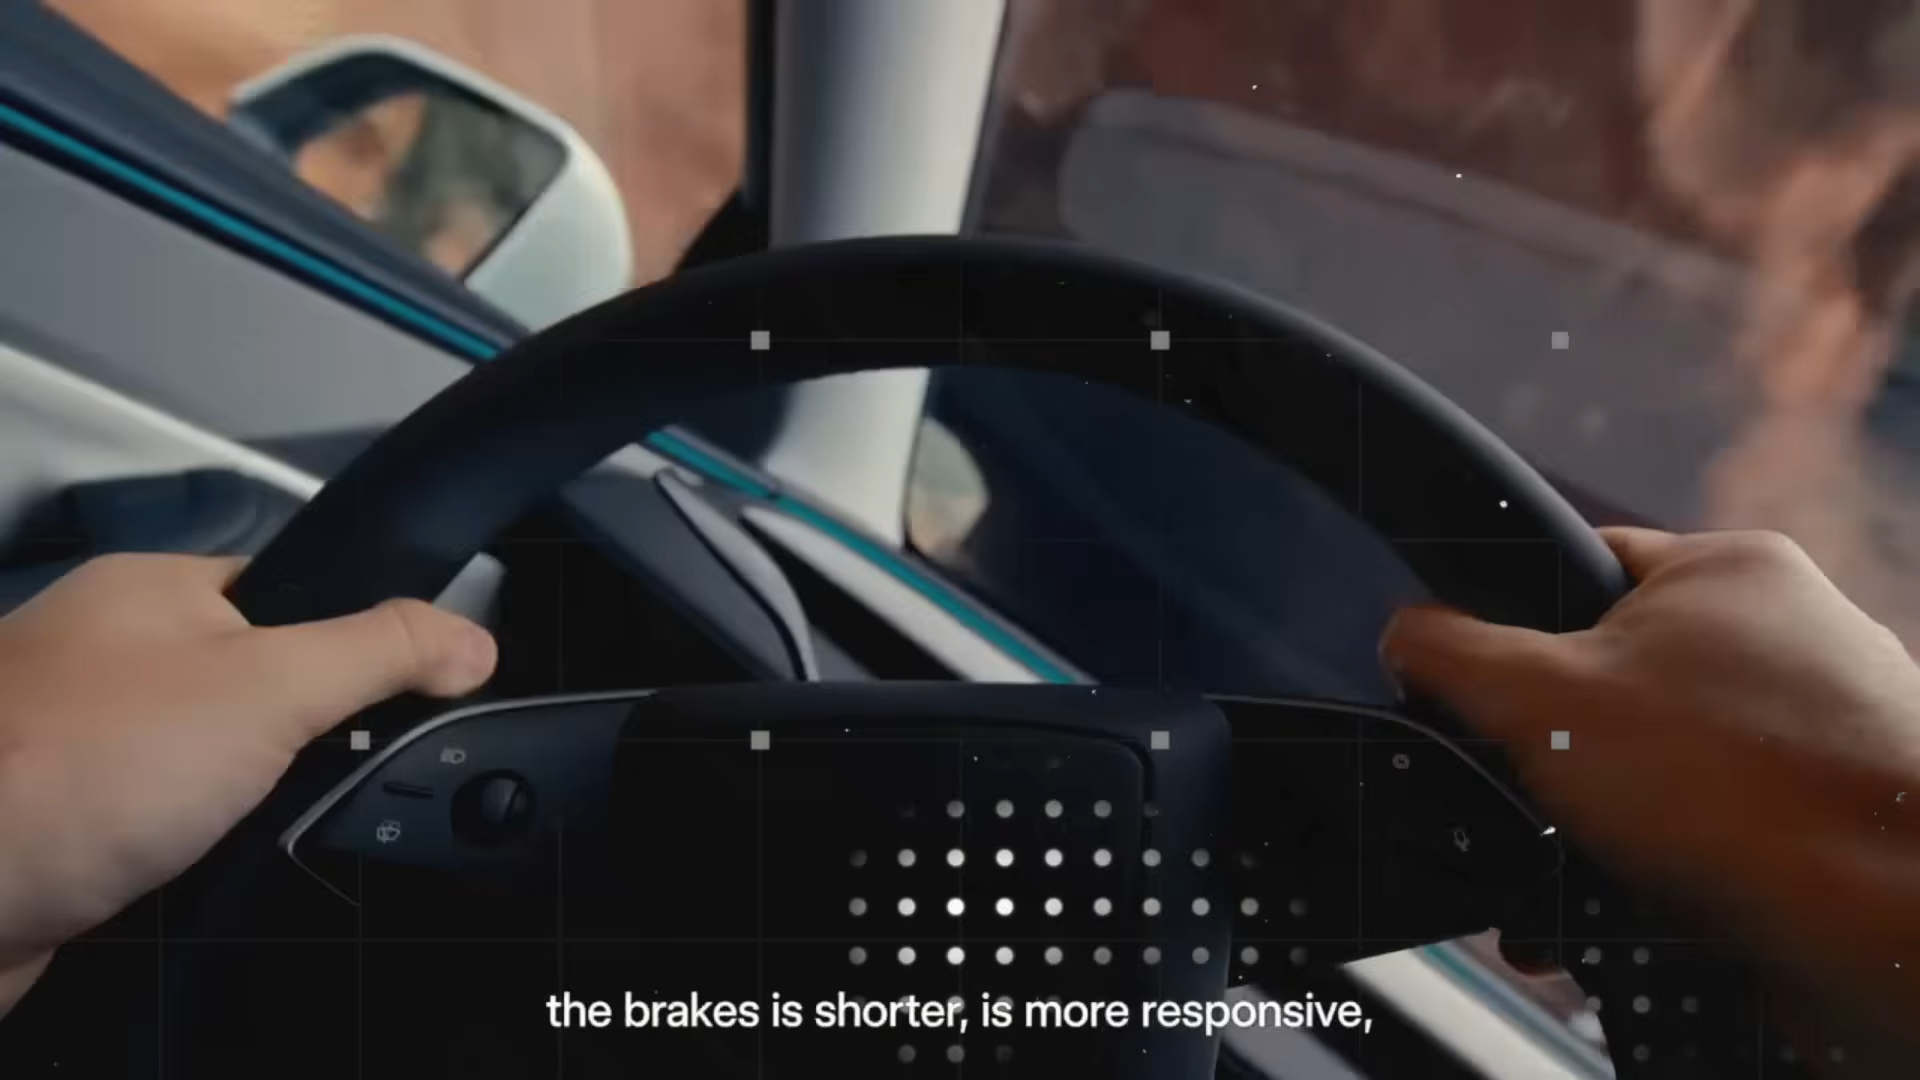 the brakes is shorter, is more responsive,